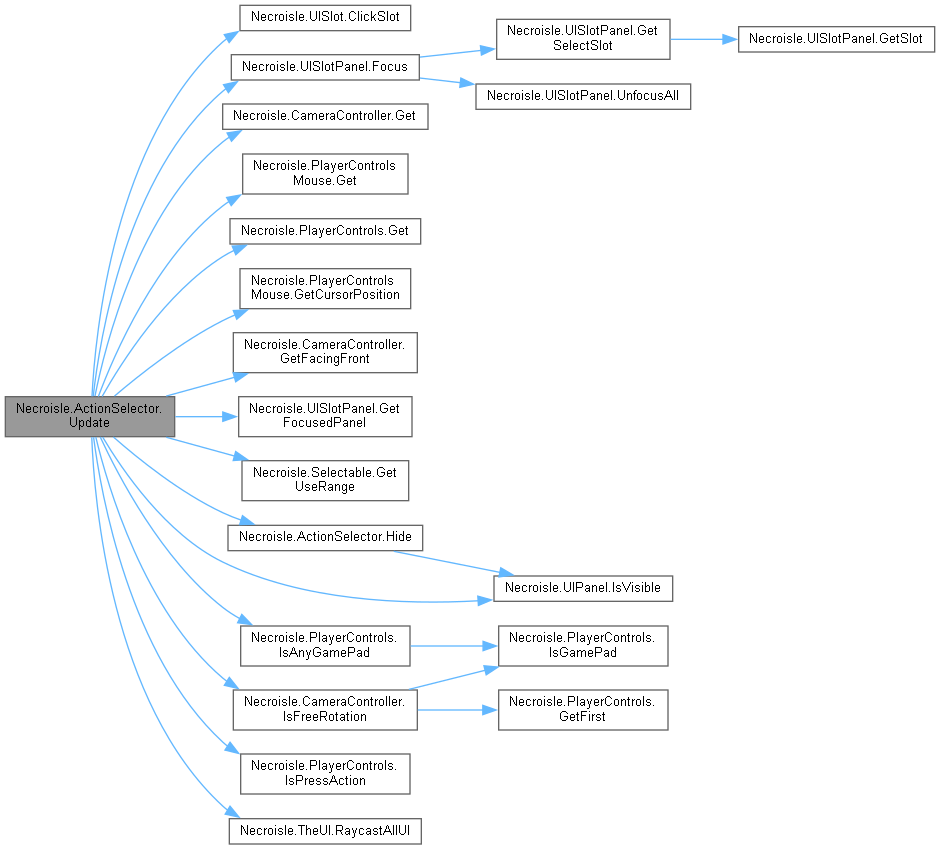 Necroisle.UISlot.ClickSlot
Necroisle.UISlotPanel.Get
SelectSlot
Necroisle.UISlotPanel.GetSlot
Necroisle.UISlotPanel.Focus
Necroisle.UISlotPanel.UnfocusAll
Necroisle.CameraController.Get
Necroisle.PlayerControls
Mouse.Get
Necroisle.PlayerControls.Get
Necroisle.PlayerControls
Mouse.GetCursorPosition
Necroisle.CameraController.
GetFacingFront
Necroisle.ActionSelector.
Update
Necroisle.UISlotPanel.Get
FocusedPanel
Necroisle.Selectable.Get
UseRange
Necroisle.ActionSelector.Hide
Necroisle.UIPanel.IsVisible
Necroisle.PlayerControls.
IsAnyGamePad
Necroisle.PlayerControls.
IsGamePad
Necroisle.CameraController.
IsFreeRotation
Necroisle.PlayerControls.
GetFirst
Necroisle.PlayerControls.
IsPressAction
Necroisle.TheUI.RaycastAllUI